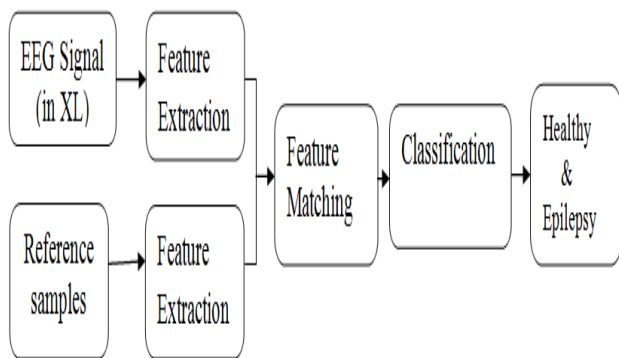 EEG Signal
(in XL)
Feature
Extraction
Reference
samples
Feature
Extraction
Feature
Matching
Classification
Healthy
&
Epilepsy